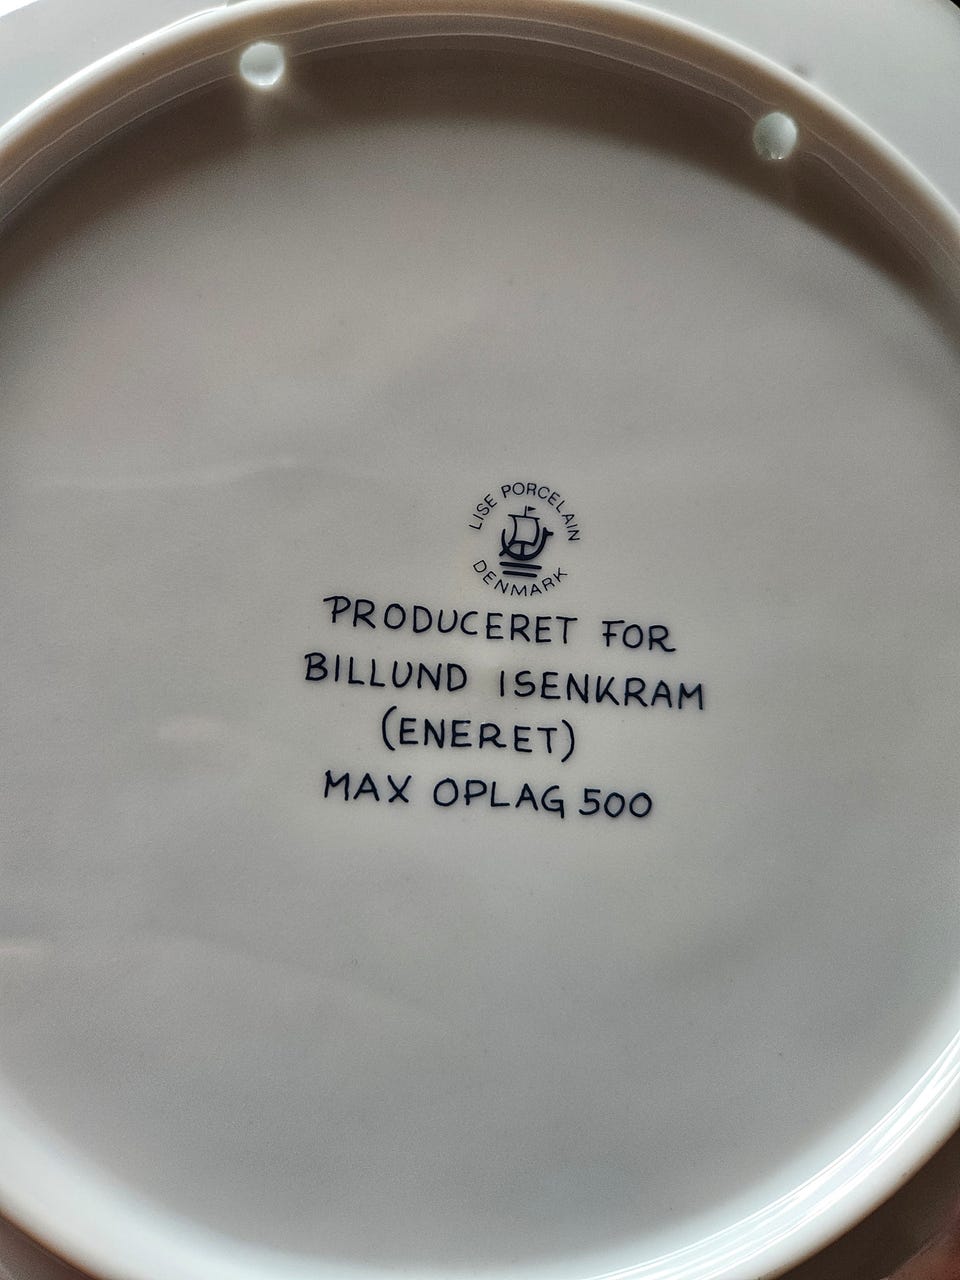 LISE PORCELAIN
DENMARK
PRODUCERET FOR
BILLUND ISENKRAM
(ENERET)
MAX OPLAG 500